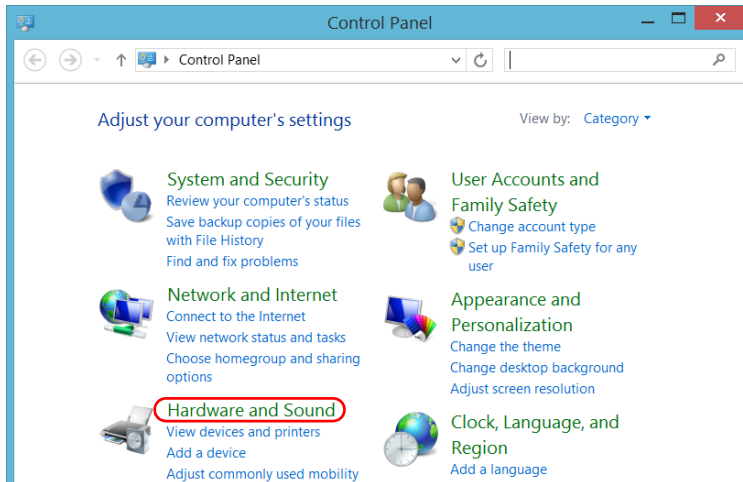 Control Panel
Control Panel
Adjust your computer's settings
View by: Category
System and Security
Review your computer's status
Save backup copies of your files
with File History
Find and fix problems
Network and Internet
Connect to the Internet
View network status and tasks
Choose homegroup and sharing
options
Hardware and Sound
View devices and printers
Add a device
Adjust commonly used mobility
User Accounts and
Family Safety
Change account type
Set up Family Safety for any
user
Appearance and
Personalization
Change the theme
Change desktop background
Adjust screen resolution
Clock, Language, and
Region
Add a language